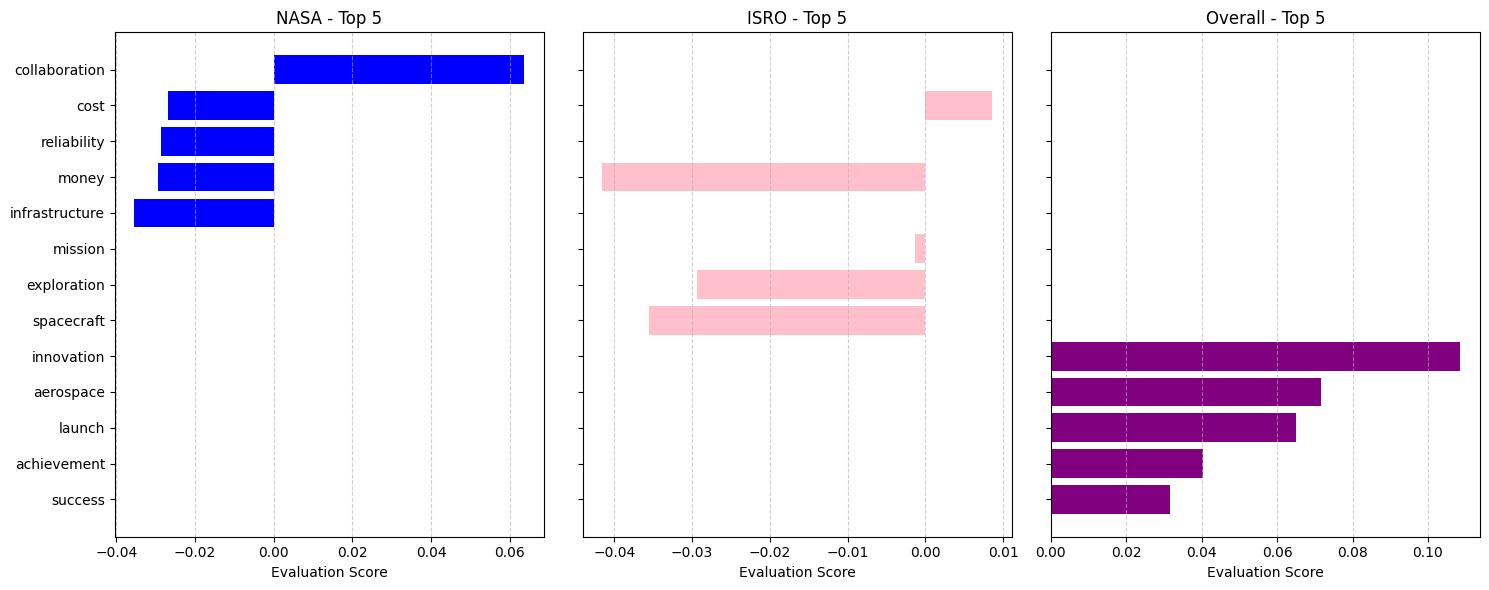 NASA - Top 5
ISRO - Top 5
Overall - Top 5
collaboration
cost
reliability
money
infrastructure
mission
exploration
spacecraft
innovation
aerospace
launch
achievement
success
−0.04 −0.02 0.00 0.02 0.04 0.06
−0.04 −0.03 −0.02 −0.01 0.00 0.01
0.00 0.02 0.04 0.06 0.08 0.10
Evaluation Score
Evaluation Score
Evaluation Score